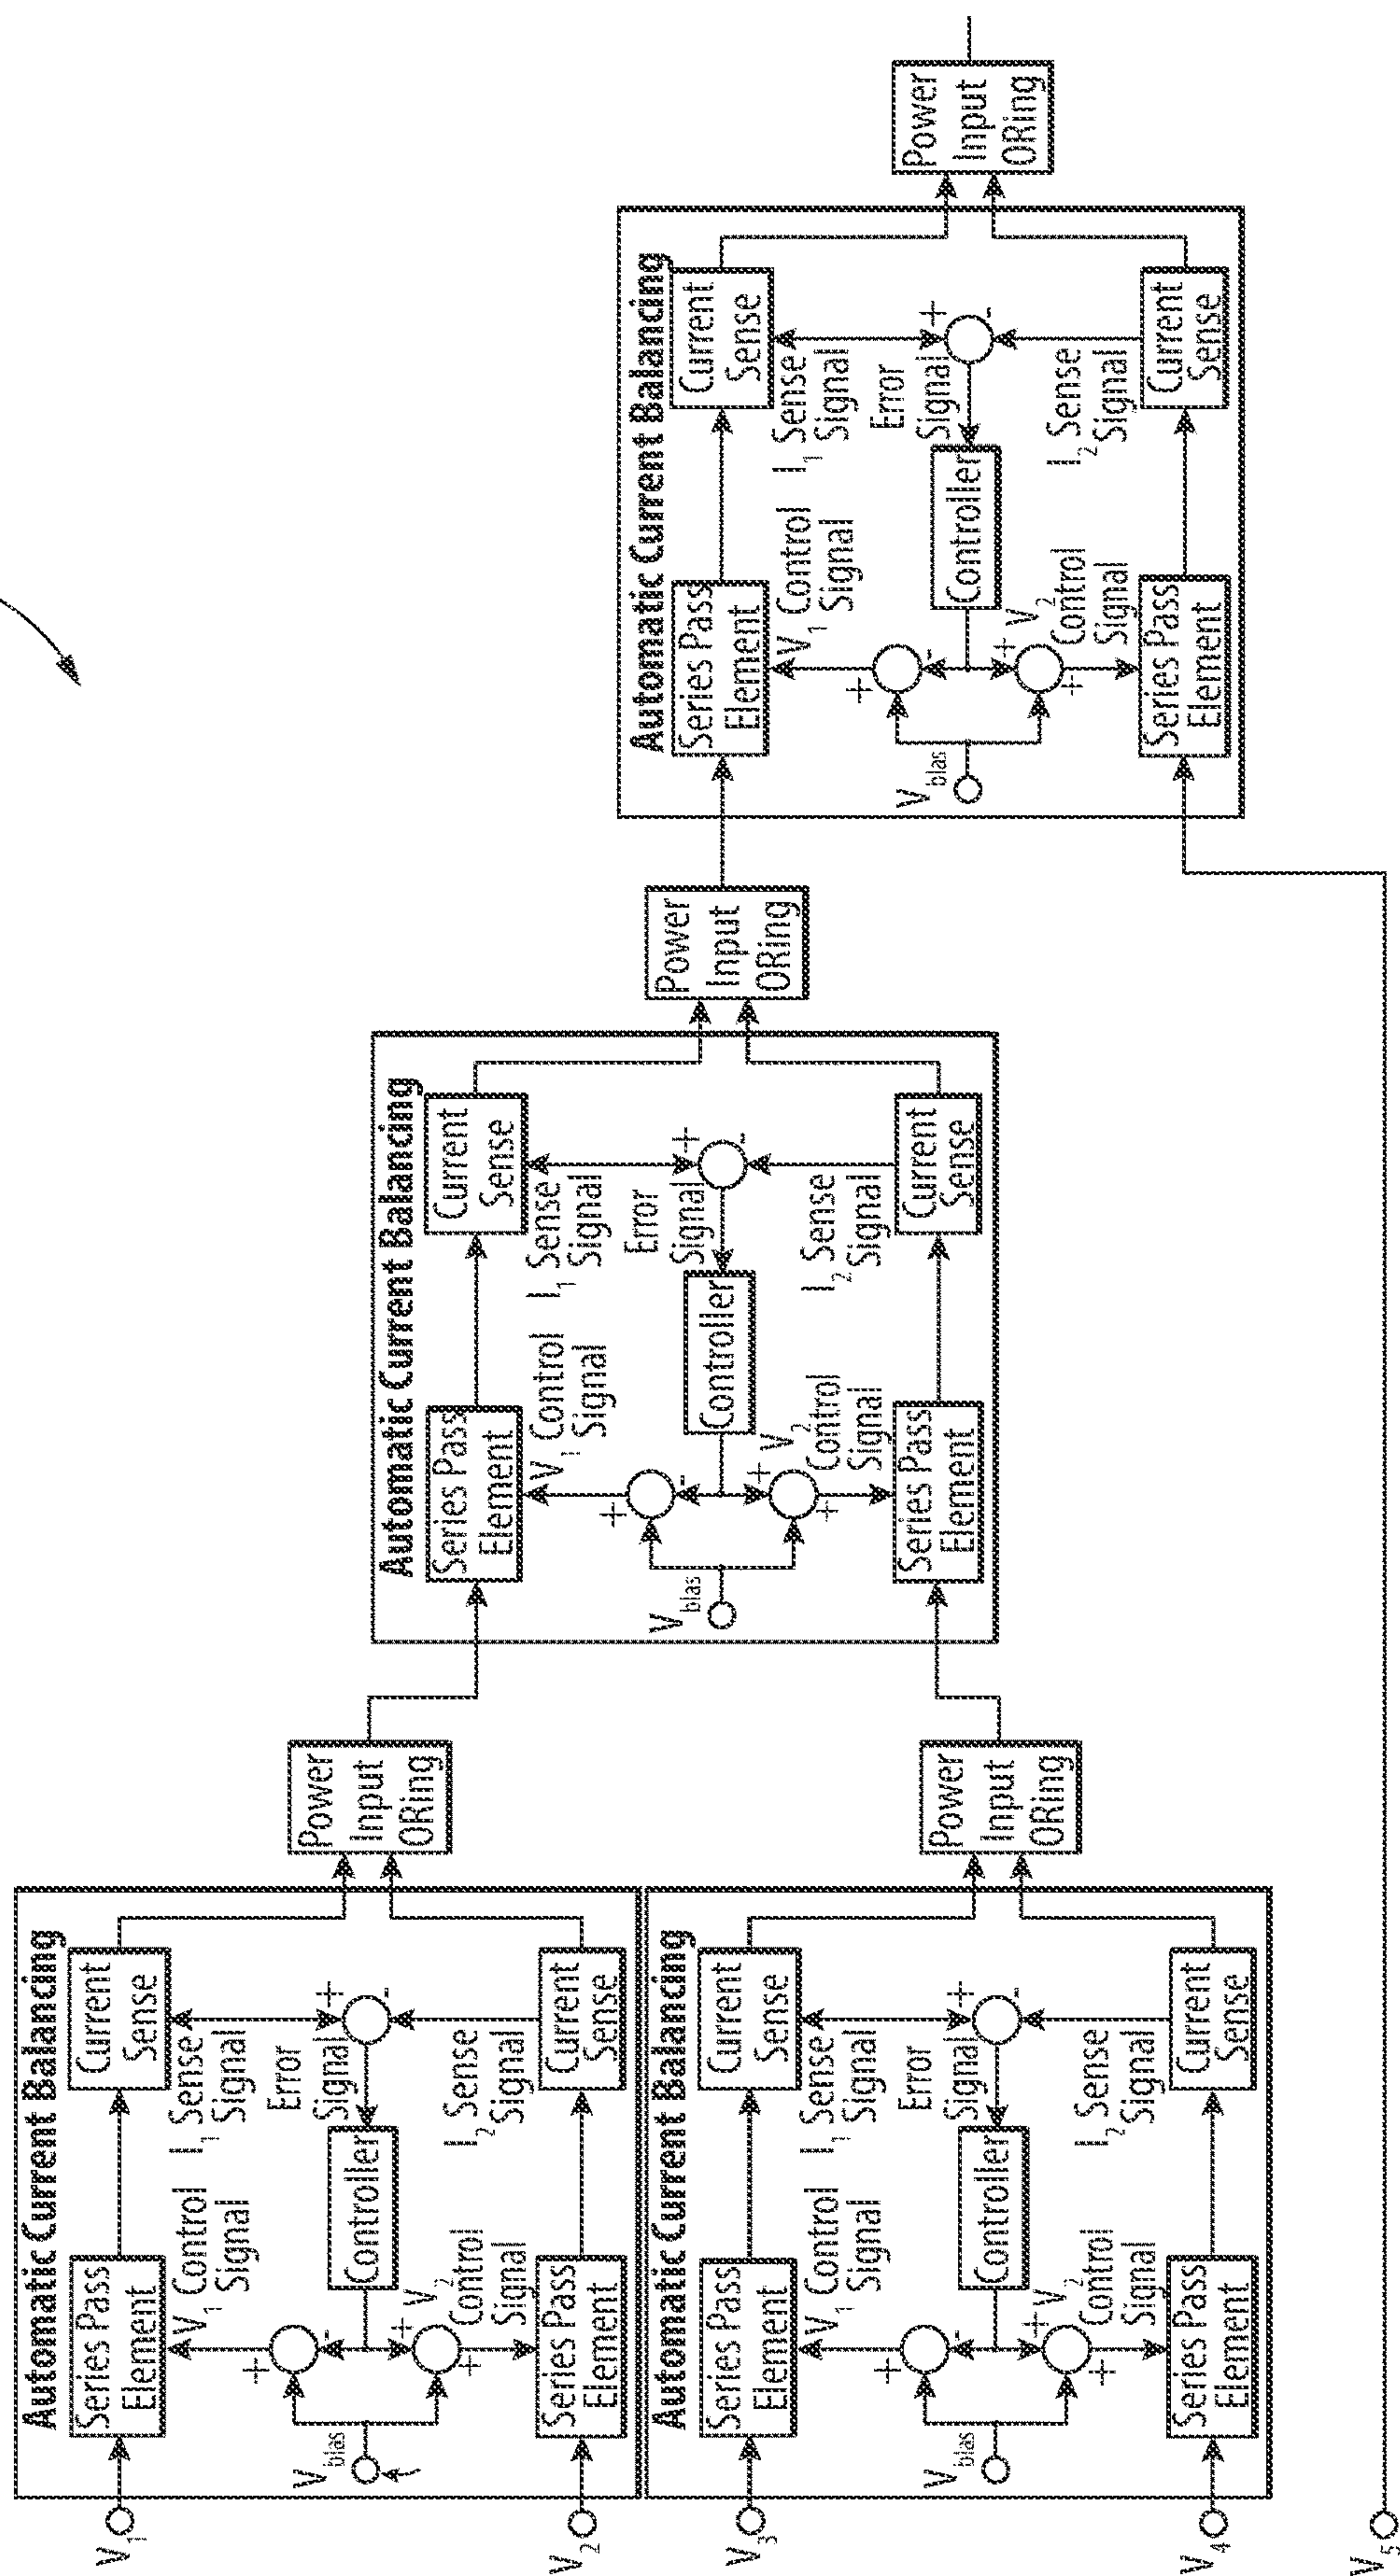 Automatic Current Balancing
V1
Series Pass
Element
Current
Sense
V1 Control
Signal
I1 Sense
Signal
Error
Signal
Vbias
Controller
V2
Control
Signal
I2 Sense
Signal
V2
Series Pass
Element
Current
Sense
Power
Input
ORing
Automatic Current Balancing
V3
Series Pass
Element
Current
Sense
V1 Control
Signal
I1 Sense
Signal
Error
Signal
Vbias
Controller
V2
Control
Signal
I2 Sense
Signal
V4
Series Pass
Element
Current
Sense
Power
Input
ORing
Automatic Current Balancing
Series Pass
Element
Current
Sense
V1 Control
Signal
I1 Sense
Signal
Error
Signal
Vbias
Controller
V2
Control
Signal
I2 Sense
Signal
Series Pass
Element
Current
Sense
Power
Input
ORing
Automatic Current Balancing
Series Pass
Element
Current
Sense
V1 Control
Signal
I1 Sense
Signal
Error
Signal
Vbias
Controller
V2
Control
Signal
I2 Sense
Signal
Series Pass
Element
Current
Sense
Power
Input
ORing
V5